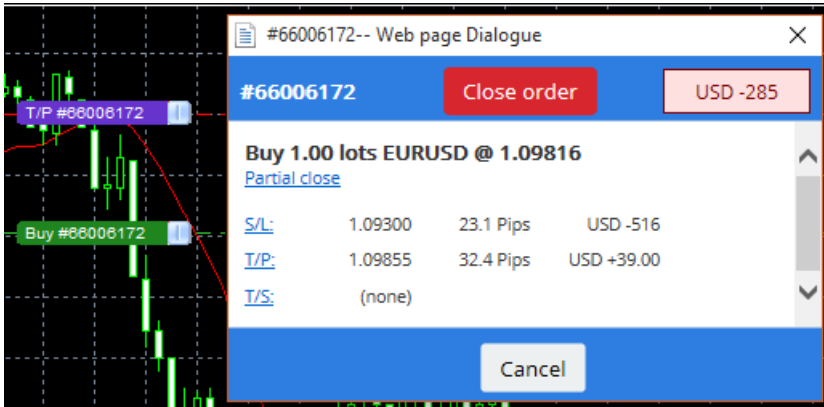 #66006172-- Web page Dialogue
#66006172 Close order USD -285
T/P #66006172
Buy 1.00 lots EURUSD @ 1.09816
Partial close
Buy #66006172
S/L: 1.09300 23.1 Pips USD -516
T/P: 1.09855 32.4 Pips USD +39.00
T/S: (none)
Cancel